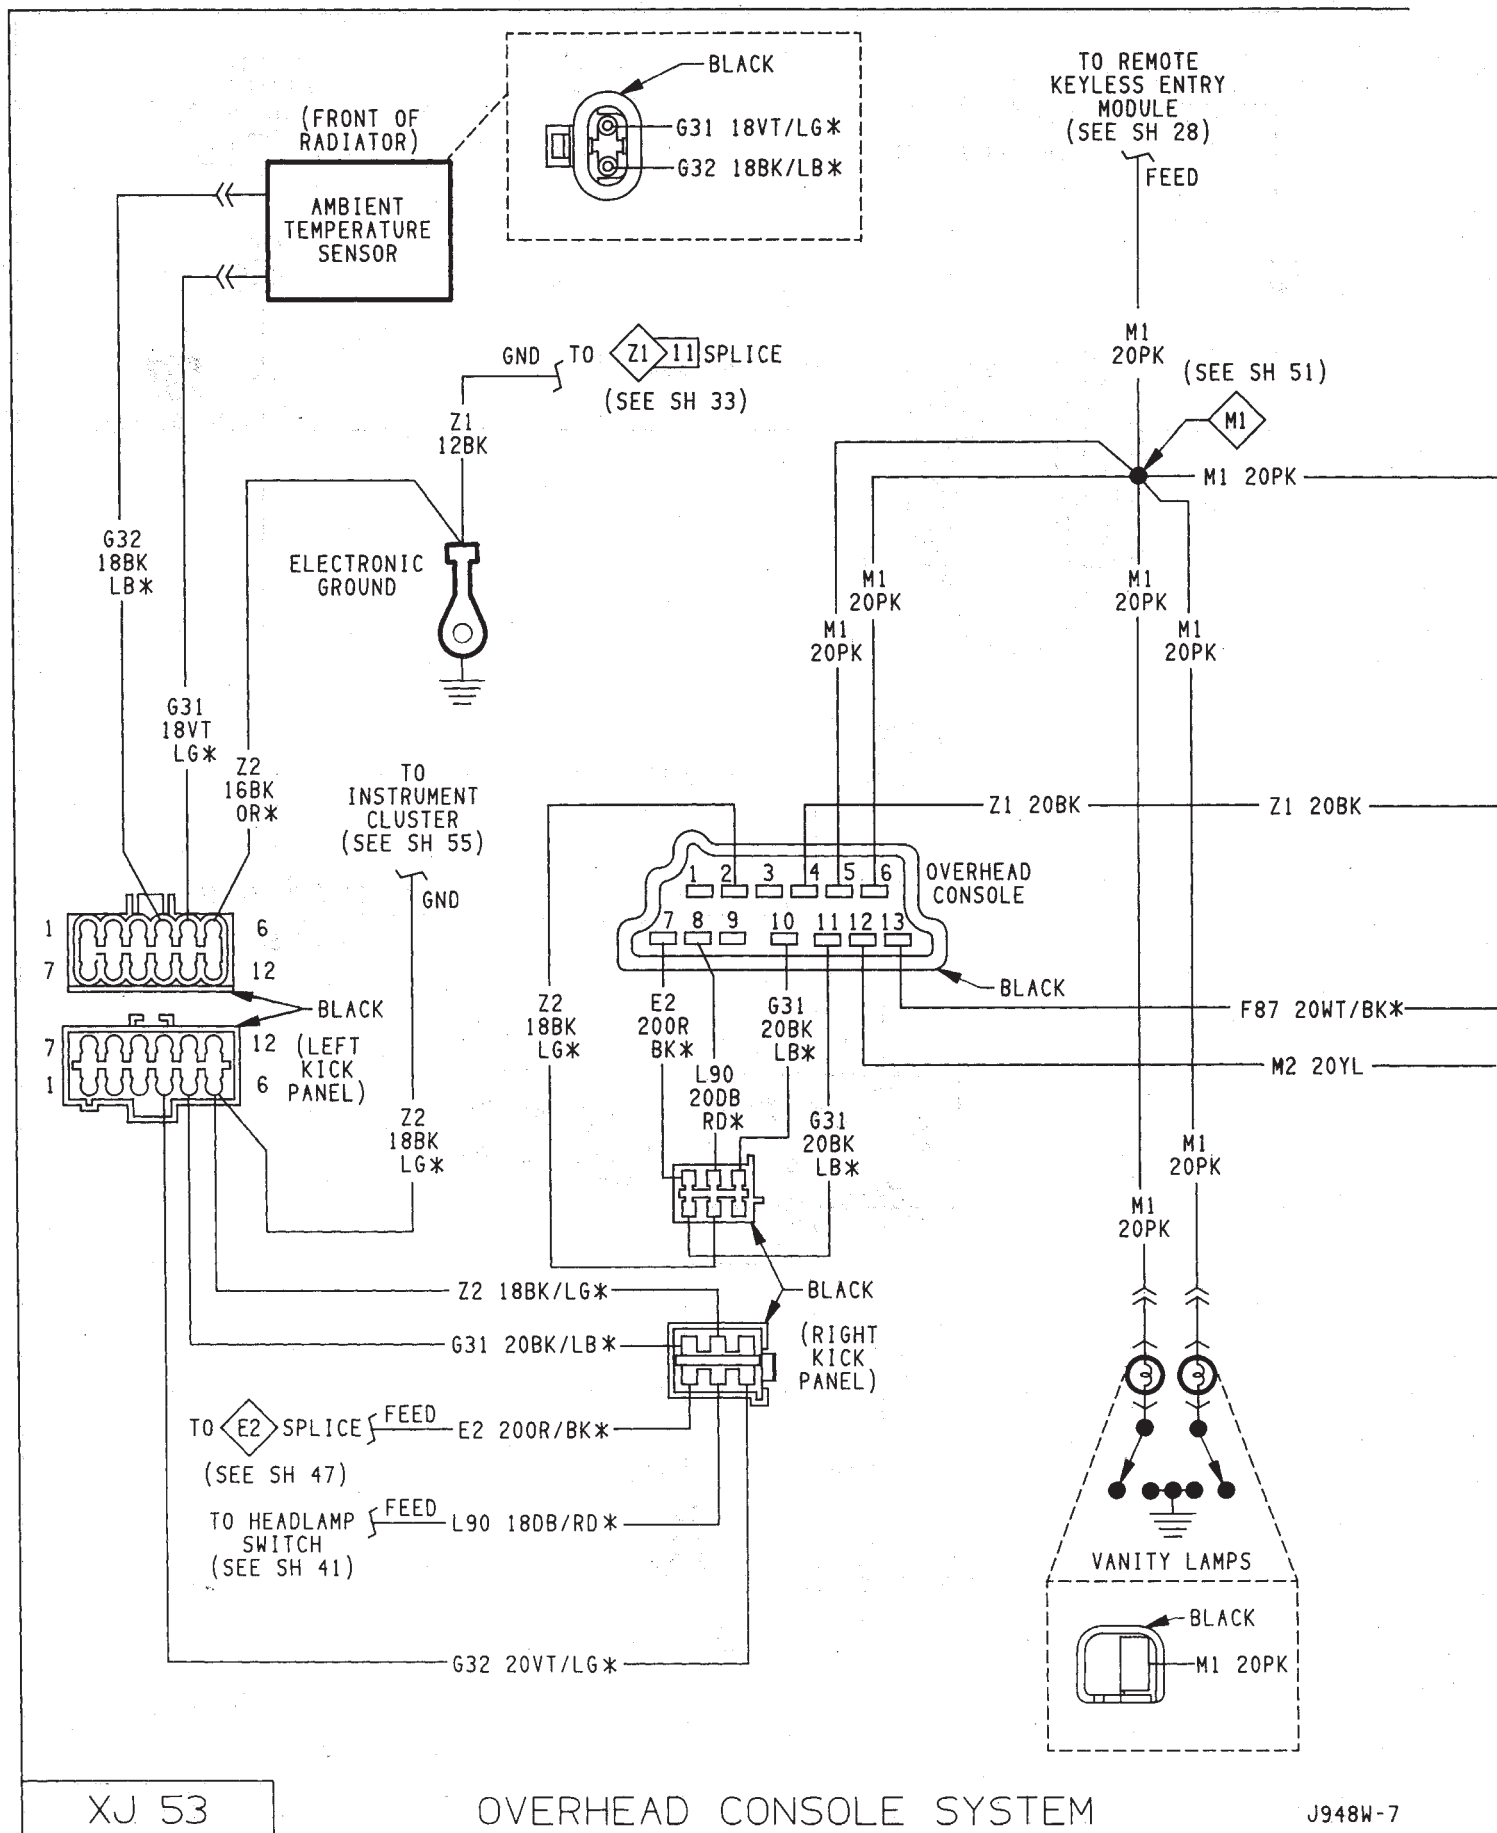 BLACK
G31 18VT/LG*
G32 18BK/LB*
(FRONT OF
RADIATOR)
AMBIENT
TEMPERATURE
SENSOR
TO REMOTE
KEYLESS ENTRY
MODULE
(SEE SH 28)
FEED
M1
20PK
(SEE SH 51)
M1
M1 20PK
GND TO Z1 11 SPLICE
(SEE SH 33)
Z1
12BK
G32
18BK
LB*
ELECTRONIC
GROUND
M1
20PK
M1
20PK
M1
20PK
M1
20PK
G31
18VT
LG*
Z2
16BK
OR*
TO
INSTRUMENT
CLUSTER
(SEE SH 55)
GND
Z1 20BK
Z1 20BK
1 2 3 4 5 6
OVERHEAD
CONSOLE
7 8 9 10 11 12 13
BLACK
1 6
7 12
BLACK
7 12
1 6
(LEFT
KICK
PANEL)
Z2
18BK
LG*
E2
200R
BK*
G31
20BK
LB*
F87 20WT/BK*
M2 20YL
L90
20DB
RD*
G31
20BK
LB*
Z2
18BK
LG*
M1
20PK
M1
20PK
Z2 18BK/LG*
BLACK
G31 20BK/LB*
(RIGHT
KICK
PANEL)
TO E2 SPLICE FEED E2 200R/BK*
(SEE SH 47)
TO HEADLAMP
SWITCH
(SEE SH 41)
FEED L90 18DB/RD*
G32 20VT/LG*
VANITY LAMPS
BLACK
M1 20PK
XJ 53
OVERHEAD CONSOLE SYSTEM
J948W-7